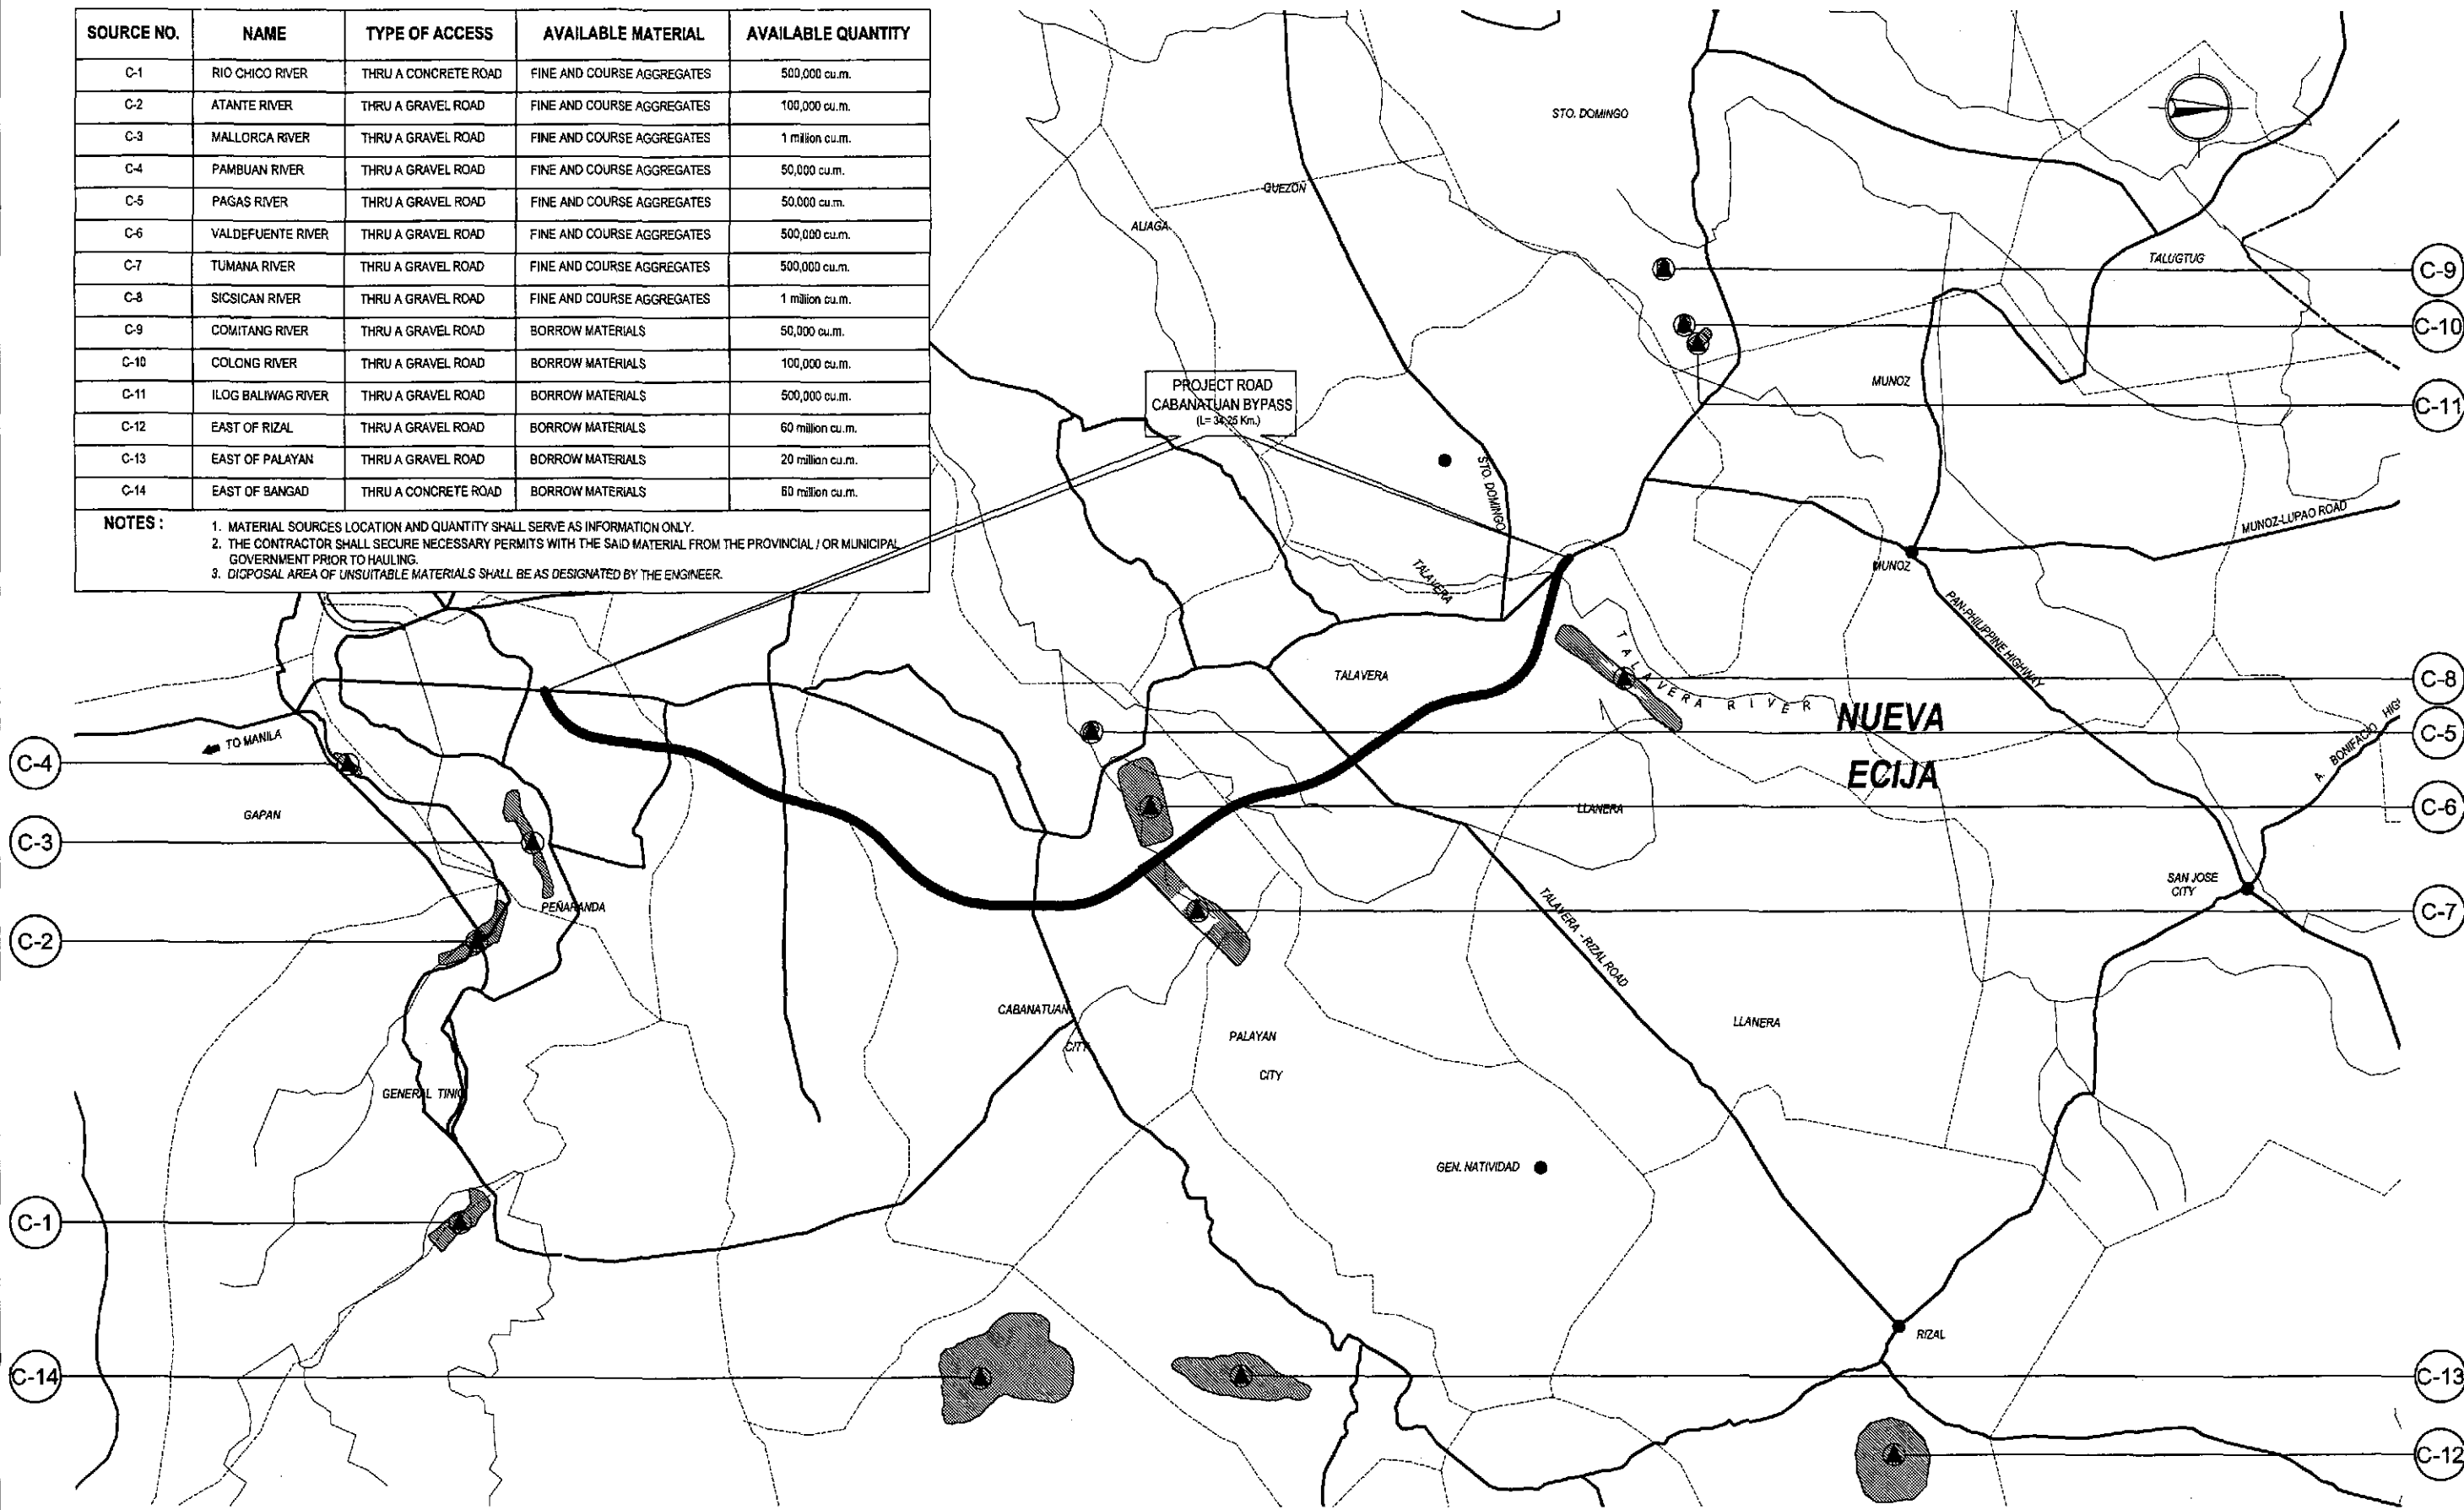 SOURCE NO. NAME TYPE OF ACCESS AVAILABLE MATERIAL AVAILABLE QUANTITY
C-1 RIO CHICO RIVER THRU A CONCRETE ROAD FINE AND COURSE AGGREGATES 500,000 cu.m.
C-2 ATANTE RIVER THRU A GRAVEL ROAD FINE AND COURSE AGGREGATES 100,000 cu.m.
C-3 MALLORCA RIVER THRU A GRAVEL ROAD FINE AND COURSE AGGREGATES 1 million cu.m.
C-4 PAMBUAN RIVER THRU A GRAVEL ROAD FINE AND COURSE AGGREGATES 50,000 cu.m.
C-5 PAGAS RIVER THRU A GRAVEL ROAD FINE AND COURSE AGGREGATES 50.000 cu.m.
C-6 VALDEFUENTE RIVER THRU A GRAVEL ROAD FINE AND COURSE AGGREGATES 500,000 cu.m.
C-7 TUMANA RIVER THRU A GRAVEL ROAD FINE AND COURSE AGGREGATES 500,000 cu.m.
C-8 SICSICAN RIVER THRU A GRAVEL ROAD FINE AND COURSE AGGREGATES 1 million cu.m.
C-9 COMITANG RIVER THRU A GRAVEL ROAD BORROW MATERIALS 50,000 cu.m.
C-10 COLONG RIVER THRU A GRAVEL ROAD BORROW MATERIALS 100,000 cu.m.
C-11 ILOG BALIWAG RIVER THRU A GRAVEL ROAD BORROW MATERIALS 500,000 cu.m.
C-12 EAST OF RIZAL THRU A GRAVEL ROAD BORROW MATERIALS 60 million cu.m.
C-13 EAST OF PALAYAN THRU A GRAVEL ROAD BORROW MATERIALS 20 million cu.m.
C-14 EAST OF BANGAD THRU A CONCRETE ROAD BORROW MATERIALS 60 million cu.m.
NOTES :
1. MATERIAL SOURCES LOCATION AND QUANTITY SHALL SERVE AS INFORMATION ONLY.
2. THE CONTRACTOR SHALL SECURE NECESSARY PERMITS WITH THE SAID MATERIAL FROM THE PROVINCIAL / OR MUNICIPAL
GOVERNMENT PRIOR TO HAULING.
3. DISPOSAL AREA OF UNSUITABLE MATERIALS SHALL BE AS DESIGNATED BY THE ENGINEER.
STO. DOMINGO
QUEZON
ALIAGA
TALUGTUG
C-9
C-10
C-11
MUNOZ
PROJECT ROAD
CABANATUAN BYPASS
(L= 34.25 Km.)
STO. DOMINGO
MUNOZ-LUPAO ROAD
MUNOZ
TALAVERA
PAN-PHILIPPINE HIGHWAY
TALAVERA
TALAVERA RIVER
C-8
NUEVA
ECIJA
C-5
A. BONIFACIO HIGH
TO MANILA
C-4
GAPAN
C-6
LLANERA
C-3
SAN JOSE
CITY
PEÑARANDA
C-7
C-2
TALAVERA - RIZAL ROAD
CABANATUAN
CITY
PALAYAN
CITY
LLANERA
GENERAL TINIO
GEN. NATIVIDAD
C-1
RIZAL
C-14
C-13
C-12